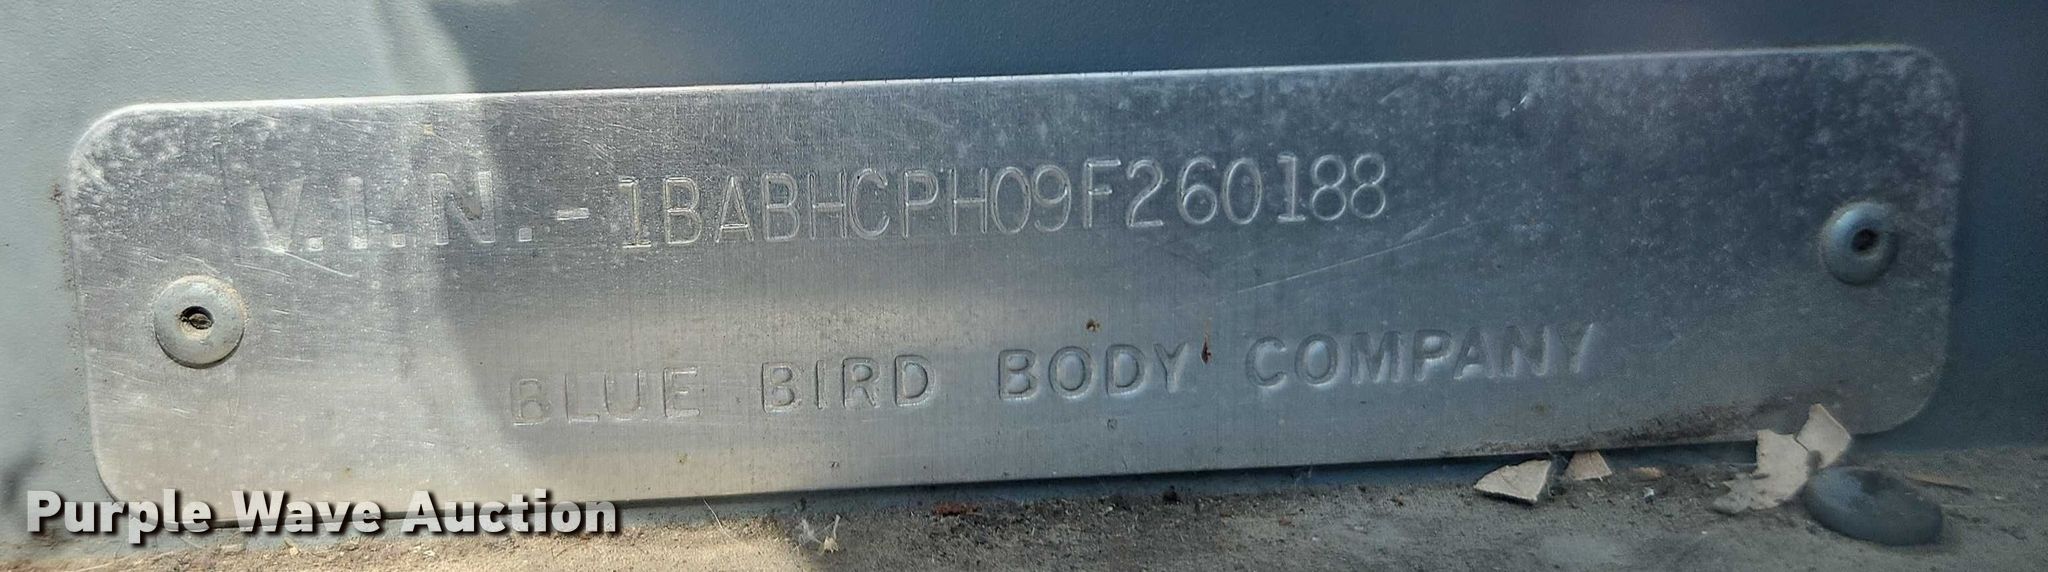 V.I.N.-1BABHCPH09F260188
BLUE BIRD BODY COMPANY
Purple Wave Auction